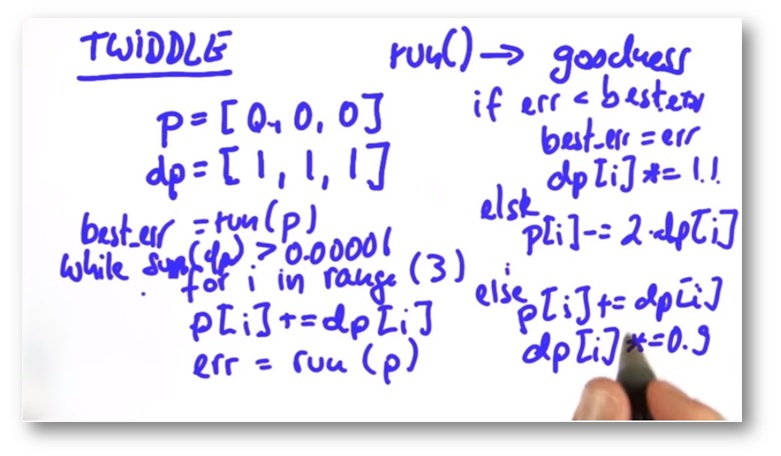 TWIDDLE
p = [0, 0, 0]
dp = [1, 1, 1]
best_err = run(p)
while sum(dp) > 0.00001
for i in range (3)
p[i] += dp[i]
err = run (p)
run() → goodness
if err < best err
best_err = err
dp[i] *= 1.1
else
p[i] -= 2·dp[i]
else
p[i] += dp[i]
dp[i] *= 0.9